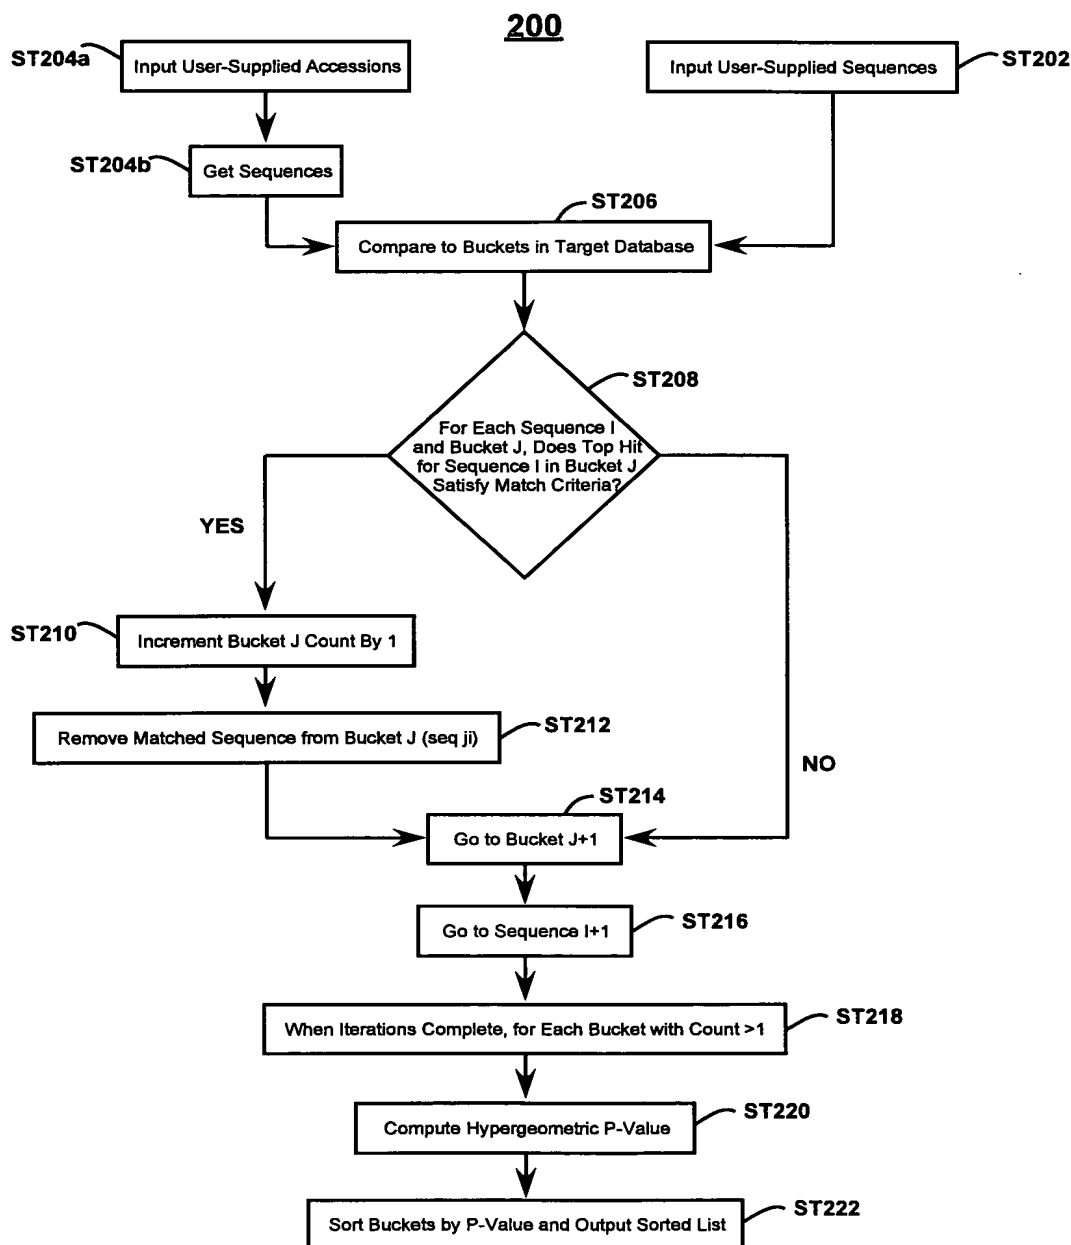 200
ST204a
Input User-Supplied Accessions
Input User-Supplied Sequences
ST202
ST204b
Get Sequences
ST206
Compare to Buckets in Target Database
ST208
For Each Sequence I
and Bucket J, Does Top Hit
for Sequence I in Bucket J
Satisfy Match Criteria?
YES
NO
ST210
Increment Bucket J Count By 1
Remove Matched Sequence from Bucket J (seq ji)
ST212
ST214
Go to Bucket J+1
Go to Sequence I+1
ST216
When Iterations Complete, for Each Bucket with Count >1
ST218
Compute Hypergeometric P-Value
ST220
Sort Buckets by P-Value and Output Sorted List
ST222